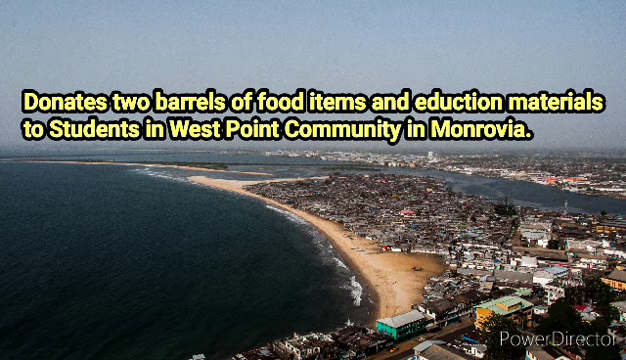 Donates two barrels of food items and eduction materials
to Students in West Point Community in Monrovia.
PowerDirector